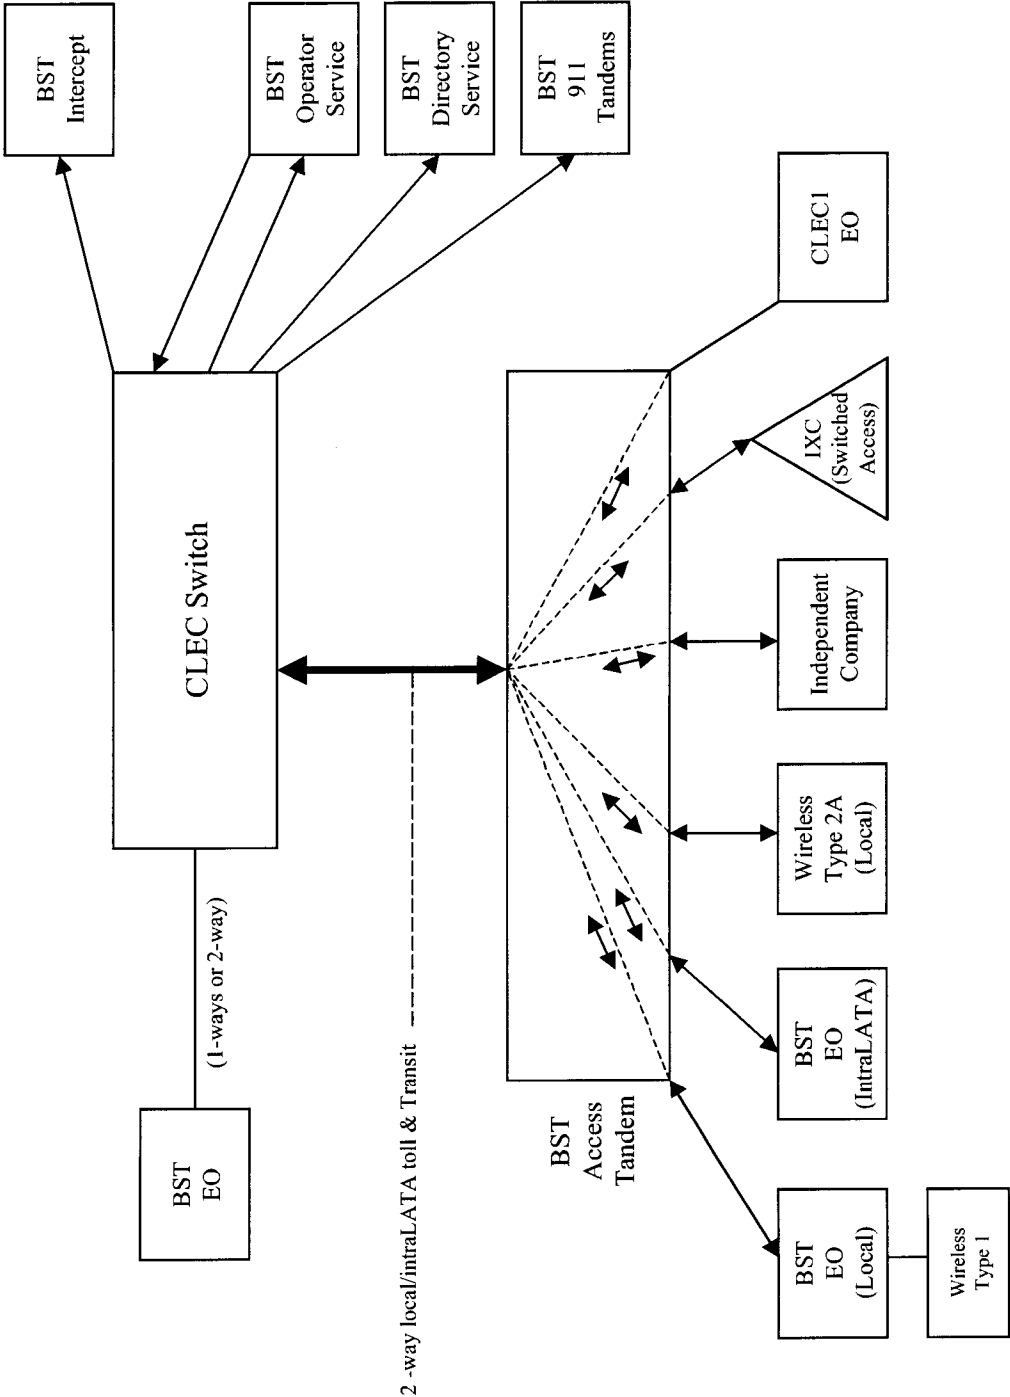 BST
EO
(1-ways or 2-way)
CLEC Switch
BST
Intercept
BST
Operator
Service
BST
Directory
Service
BST
911
Tandems
2 -way local/intraLATA toll & Transit
BST
Access
Tandem
BST
EO
(Local)
Wireless
Type 1
BST
EO
(IntraLATA)
Wireless
Type 2A
(Local)
Independent
Company
IXC
(Switched
Access)
CLEC1
EO